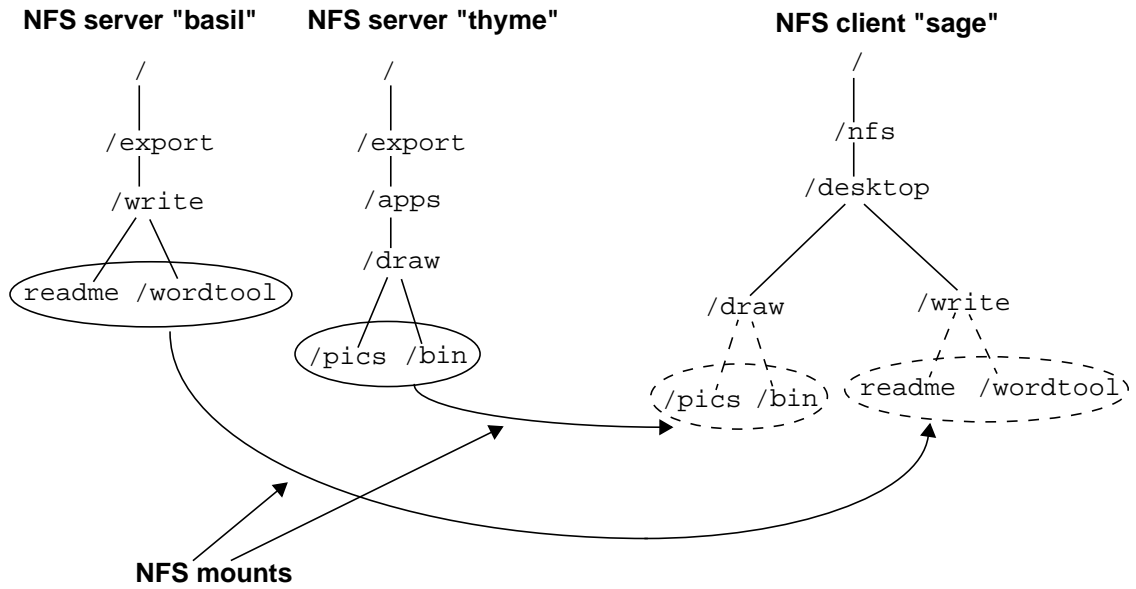 NFS server "basil"
NFS server "thyme"
NFS client "sage"
/
/export
/write
readme /wordtool
/
/export
/apps
/draw
/pics /bin
/
/nfs
/desktop
/draw
/write
/pics /bin
readme /wordtool
NFS mounts